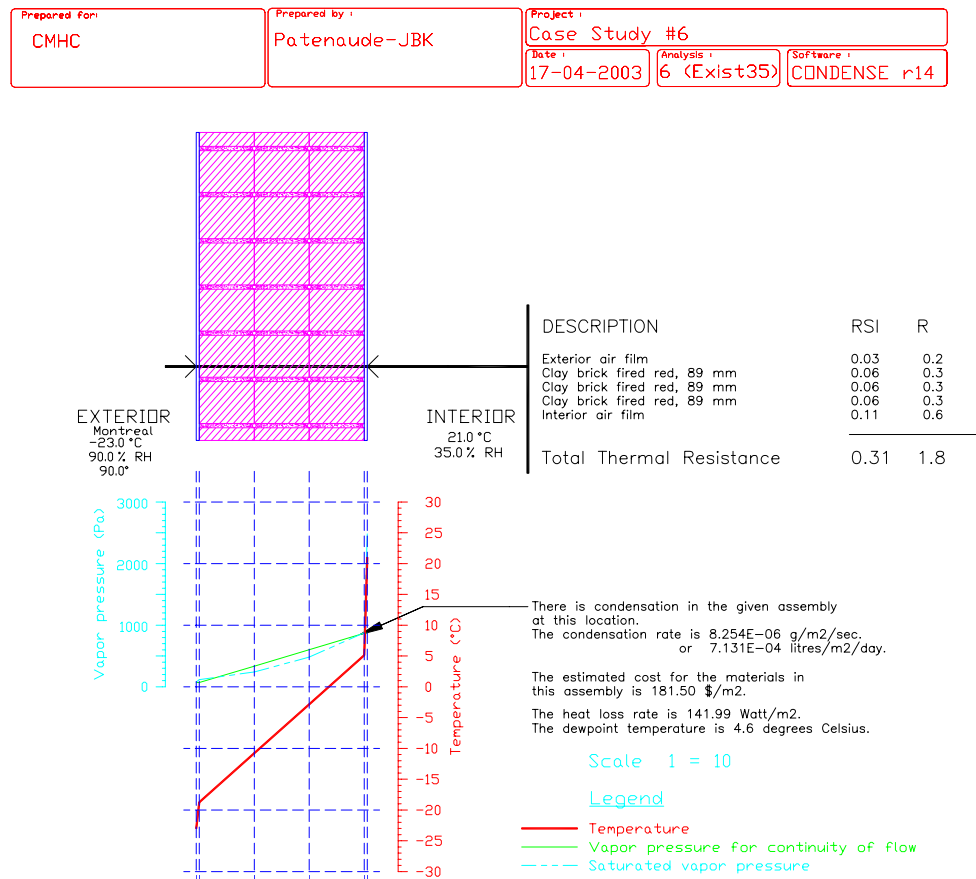 Prepared for:
CMHC
Prepared by :
Patenaude-JBK
Project :
Case Study #6
Date :
17-04-2003
Analysis :
6 (Exist35)
Software :
CONDENSE r14
DESCRIPTION RSI R
Exterior air film 0.03 0.2
Clay brick fired red, 89 mm 0.06 0.3
Clay brick fired red, 89 mm 0.06 0.3
Clay brick fired red, 89 mm 0.06 0.3
Interior air film 0.11 0.6
Total Thermal Resistance 0.31 1.8
EXTERIOR
Montreal
-23.0 °C
90.0 % RH
90.0°
INTERIOR
21.0 °C
35.0 % RH
Vapor pressure (Pa)
3000
2000
1000
0
30
25
20
15
10
5
0
-5
-10
-15
-20
-25
-30
Temperature (°C)
There is condensation in the given assembly
at this location.
The condensation rate is 8.254E-06 g/m2/sec.
or 7.131E-04 litres/m2/day.
The estimated cost for the materials in
this assembly is 181.50 $/m2.
The heat loss rate is 141.99 Watt/m2.
The dewpoint temperature is 4.6 degrees Celsius.
Scale 1 = 10
Legend
Temperature
Vapor pressure for continuity of flow
Saturated vapor pressure